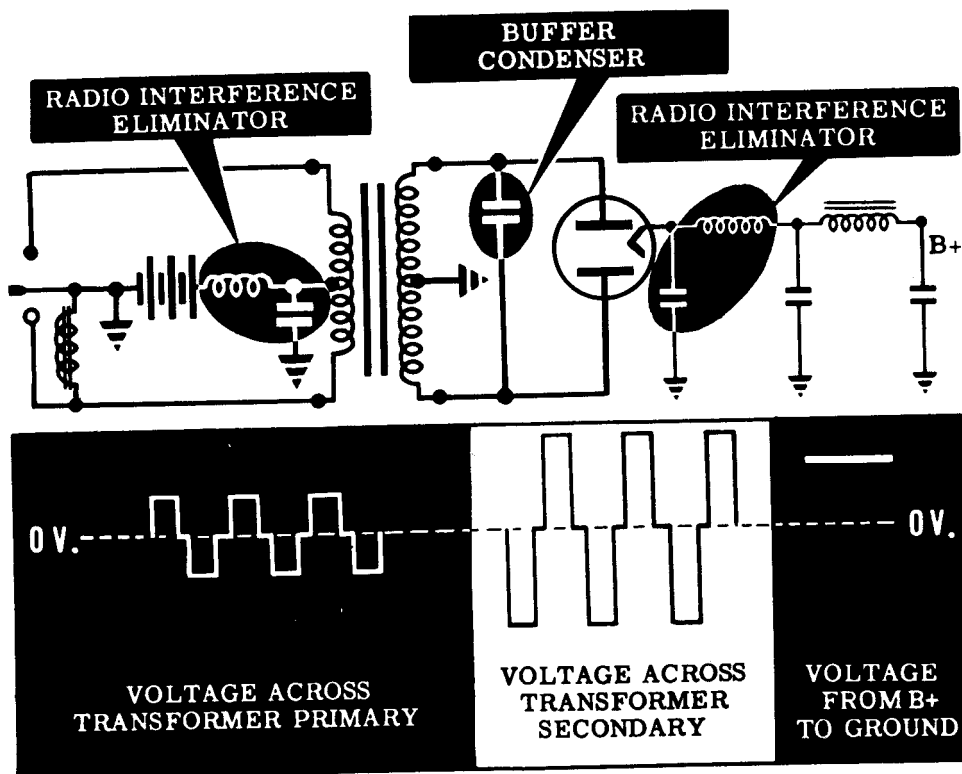 BUFFER
CONDENSER
RADIO INTERFERENCE
ELIMINATOR
RADIO INTERFERENCE
ELIMINATOR
B+
0 V.
0 V.
VOLTAGE ACROSS
TRANSFORMER PRIMARY
VOLTAGE ACROSS
TRANSFORMER
SECONDARY
VOLTAGE
FROM B+
TO GROUND